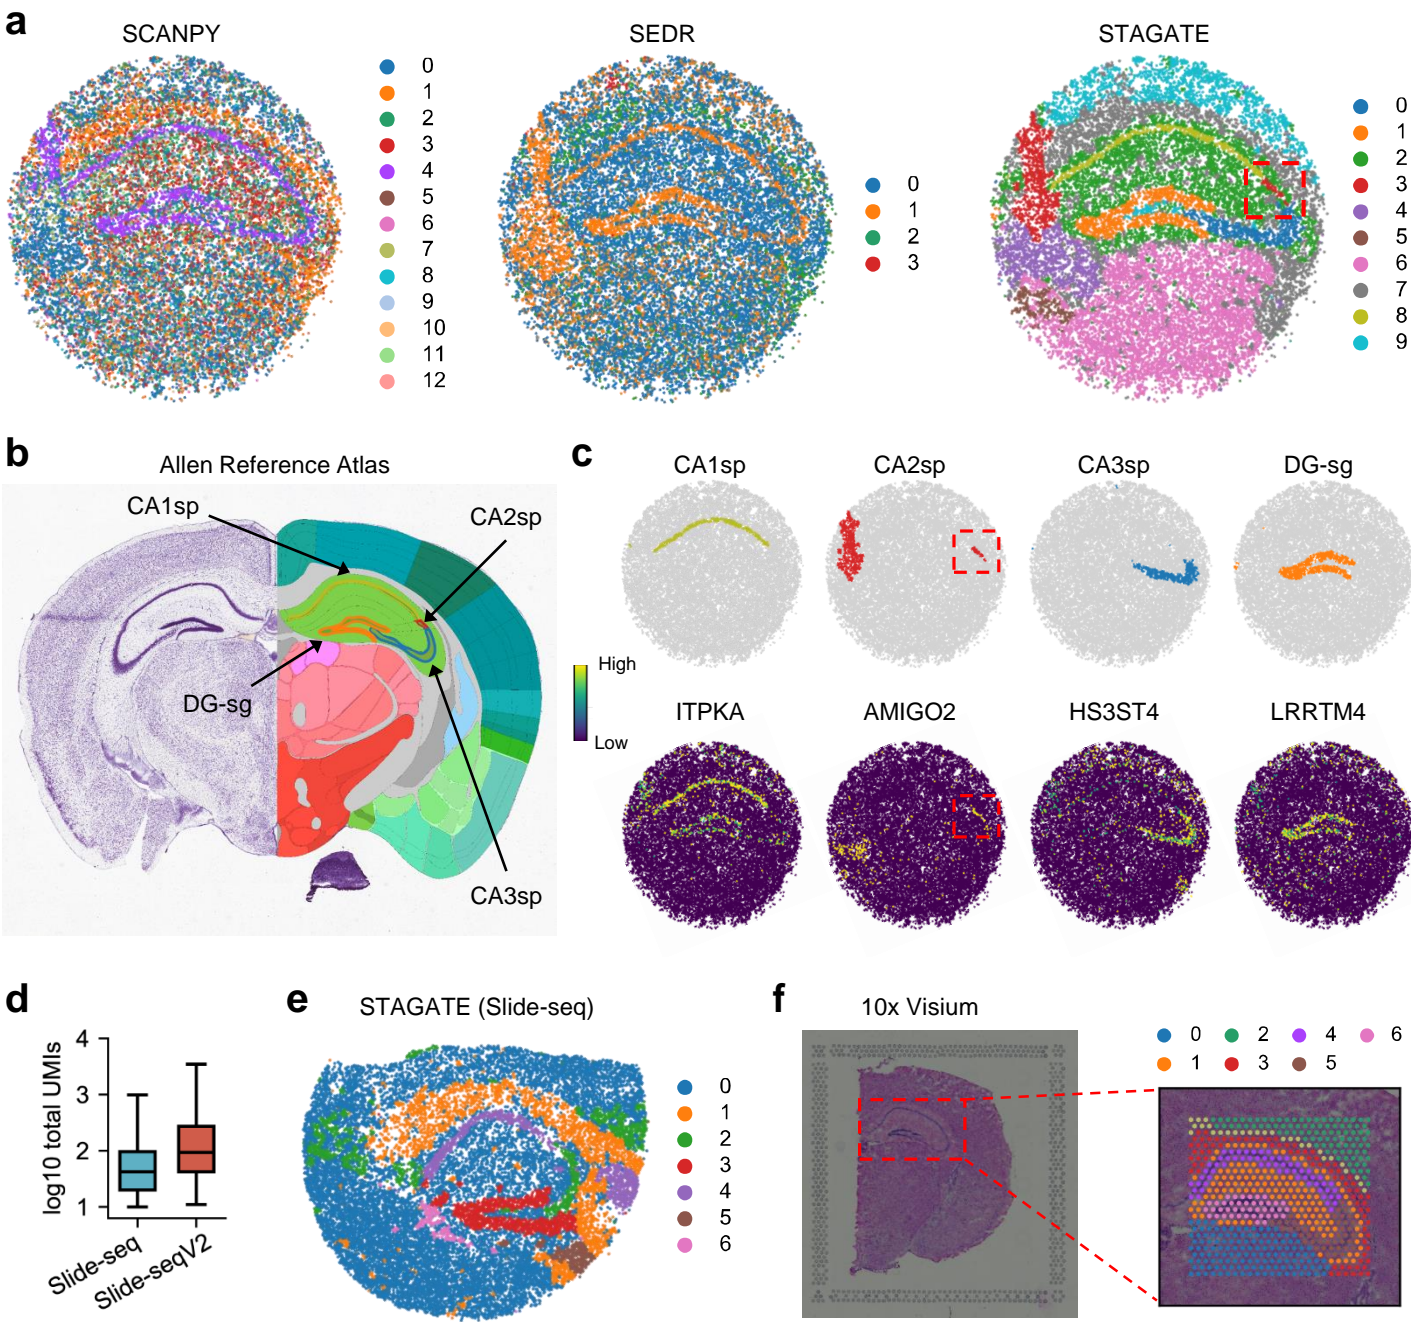 a
SCANPY
SEDR
STAGATE
0
1
2
3
4
5
6
7
8
9
10
11
12
0
1
2
3
0
1
2
3
4
5
6
7
8
9
b
Allen Reference Atlas
CA1sp
CA2sp
DG-sg
CA3sp
c
CA1sp
CA2sp
CA3sp
DG-sg
High
Low
ITPKA
AMIGO2
HS3ST4
LRRTM4
d
log10 total UMIs
4
3
2
1
Slide-seq
Slide-seqV2
e
STAGATE (Slide-seq)
0
1
2
3
4
5
6
f
10x Visium
0 2 4 6
1 3 5